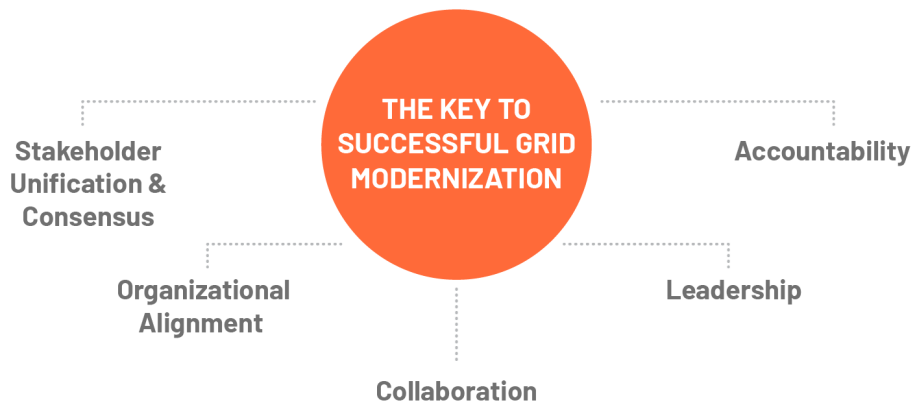 THE KEY TO
SUCCESSFUL GRID
MODERNIZATION
Stakeholder
Unification &
Consensus
Accountability
Organizational
Alignment
Leadership
Collaboration